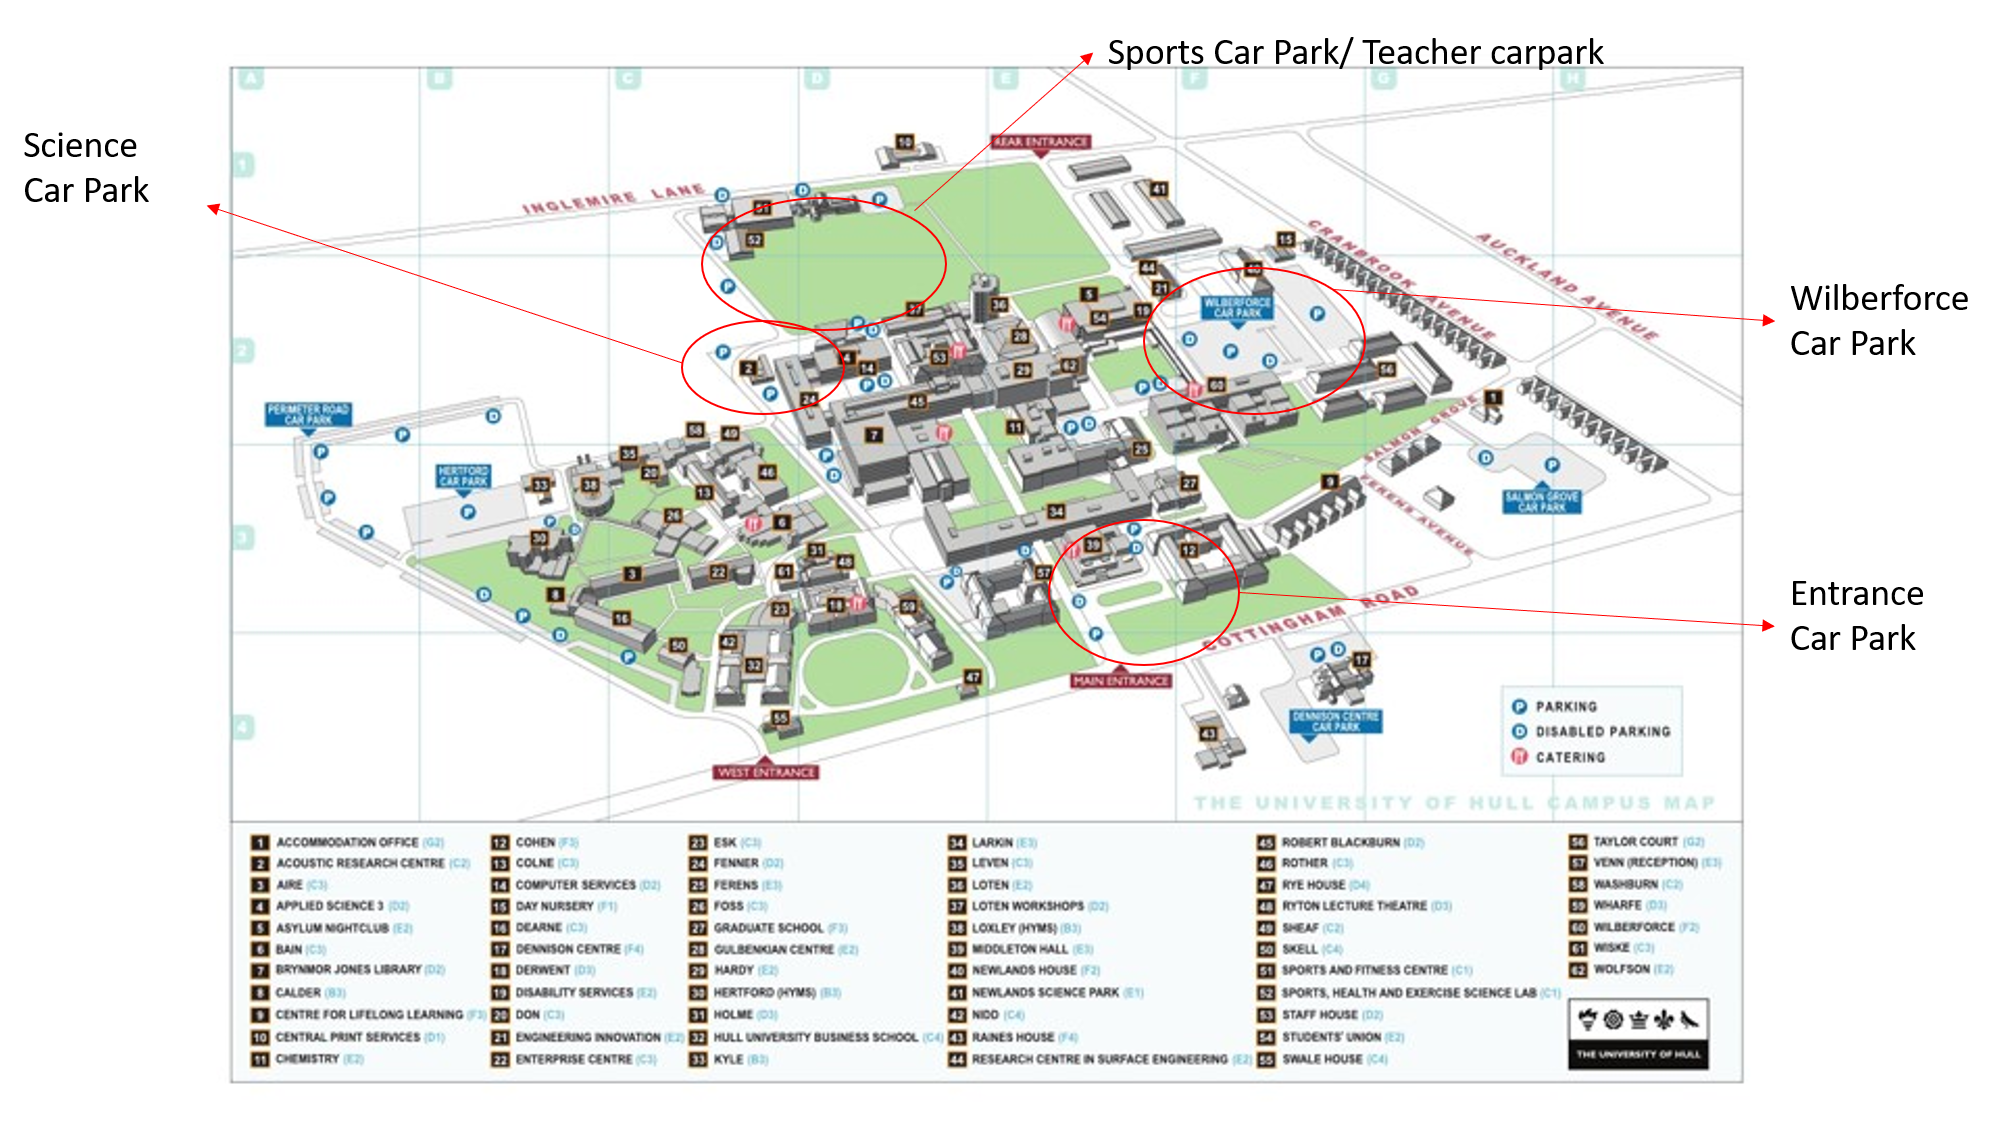 Sports Car Park/ Teacher carpark
Science
Car Park
Wilberforce
Car Park
Entrance
Car Park
A B C D E F G H
1
2
3
4
REAR ENTRANCE
INGLEMIRE LANE
CRANBROOK AVENUE
AUCKLAND AVENUE
WILBERFORCE
CAR PARK
PERIMETER ROAD
CAR PARK
HERTFORD
CAR PARK
SALMON GROVE
SALMON GROVE
CAR PARK
FERENS AVENUE
COTTINGHAM ROAD
MAIN ENTRANCE
DENNISON CENTRE
CAR PARK
WEST ENTRANCE
P PARKING
D DISABLED PARKING
CATERING
THE UNIVERSITY OF HULL CAMPUS MAP
1 ACCOMMODATION OFFICE (G2)
2 ACOUSTIC RESEARCH CENTRE (C2)
3 AIRE (C3)
4 APPLIED SCIENCE 3 (D2)
5 ASYLUM NIGHTCLUB (E2)
6 BAIN (C3)
7 BRYNMOR JONES LIBRARY (D2)
8 CALDER (B3)
9 CENTRE FOR LIFELONG LEARNING (F3)
10 CENTRAL PRINT SERVICES (D1)
11 CHEMISTRY (E2)
12 COHEN (F3)
13 COLNE (C3)
14 COMPUTER SERVICES (D2)
15 DAY NURSERY (F1)
16 DEARNE (C3)
17 DENNISON CENTRE (F4)
18 DERWENT (D3)
19 DISABILITY SERVICES (E2)
20 DON (C3)
21 ENGINEERING INNOVATION (E2)
22 ENTERPRISE CENTRE (C3)
23 ESK (C3)
24 FENNER (D2)
25 FERENS (E3)
26 FOSS (C3)
27 GRADUATE SCHOOL (F3)
28 GULBENKIAN CENTRE (E2)
29 HARDY (E2)
30 HERTFORD (HYMS) (B3)
31 HOLME (D3)
32 HULL UNIVERSITY BUSINESS SCHOOL (C4)
33 KYLE (B3)
34 LARKIN (E3)
35 LEVEN (C3)
36 LOTEN (E2)
37 LOTEN WORKSHOPS (D2)
38 LOXLEY (HYMS) (B3)
39 MIDDLETON HALL (E3)
40 NEWLANDS HOUSE (F2)
41 NEWLANDS SCIENCE PARK (E1)
42 NIDD (C4)
43 RAINES HOUSE (F4)
44 RESEARCH CENTRE IN SURFACE ENGINEERING (E2)
45 ROBERT BLACKBURN (D2)
46 ROTHER (C3)
47 RYE HOUSE (D4)
48 RYTON LECTURE THEATRE (D3)
49 SHEAF (C2)
50 SKELL (C4)
51 SPORTS AND FITNESS CENTRE (C1)
52 SPORTS, HEALTH AND EXERCISE SCIENCE LAB (C1)
53 STAFF HOUSE (D2)
54 STUDENTS' UNION (E2)
55 SWALE HOUSE (C4)
56 TAYLOR COURT (G2)
57 VENN (RECEPTION) (E3)
58 WASHBURN (C2)
59 WHARFE (D3)
60 WILBERFORCE (F2)
61 WISKE (C3)
62 WOLFSON (E2)
THE UNIVERSITY OF HULL